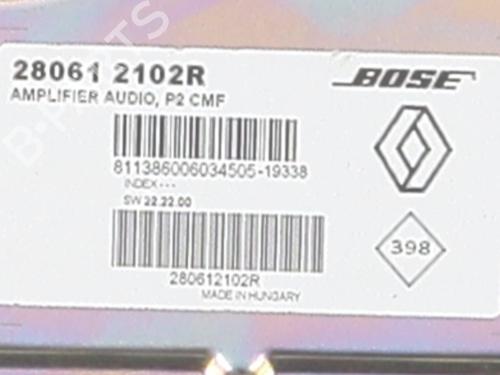 28061 2102R
BOSE
AMPLIFIER AUDIO, P2 CMF
811386006034505-19338
INDEX ---
SW 22.22.00
398
280612102R
MADE IN HUNGARY
B-PARTS